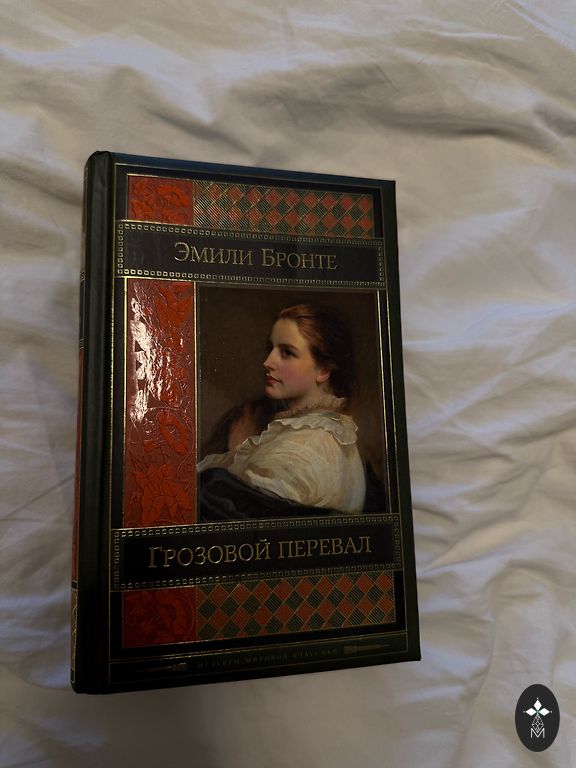 ЭМИЛИ БРОНТЕ
ГРОЗОВОЙ ПЕРЕВАЛ
ШЕДЕВРЫ МИРОВОЙ КЛАССИКИ
M